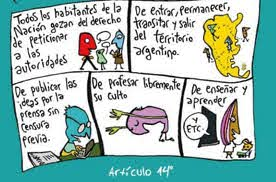 Todos los habitantes de la
Nación gozan del derecho
de peticionar
a las
autoridades
De entrar, permanecer,
transitar y salir
del territorio
argentino.
De publicar las
ideas por la
prensa sin
censura
previa.
De profesar libremente
su culto
De enseñar y
aprender
Y ETC.
Artículo 14º